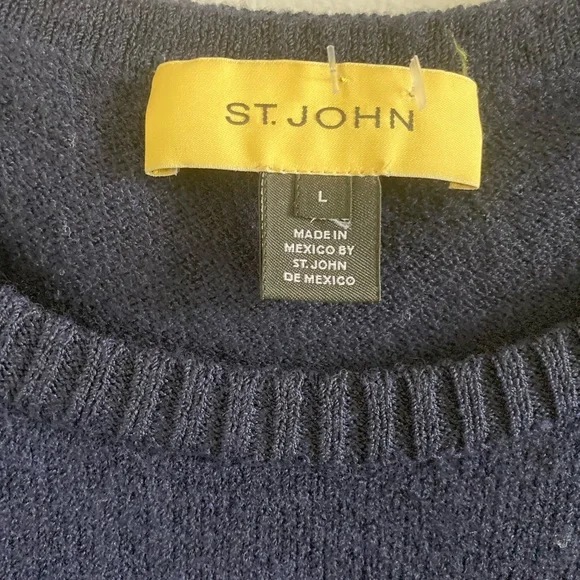 ST. JOHN
L
MADE IN
MEXICO BY
ST. JOHN
DE MEXICO